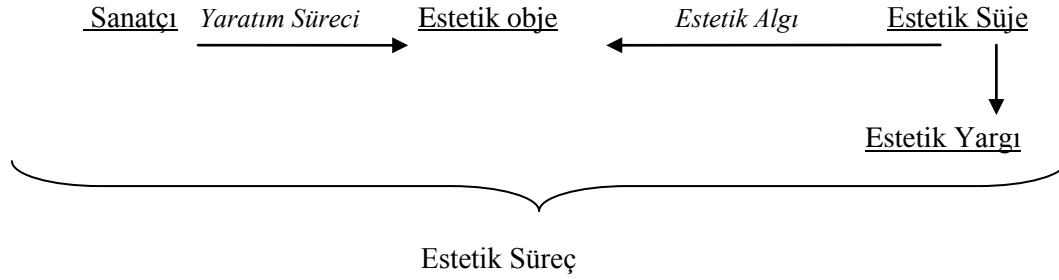 Sanatçı Yaratım Süreci Estetik obje Estetik Algı Estetik Süje
Estetik Yargı
Estetik Süreç